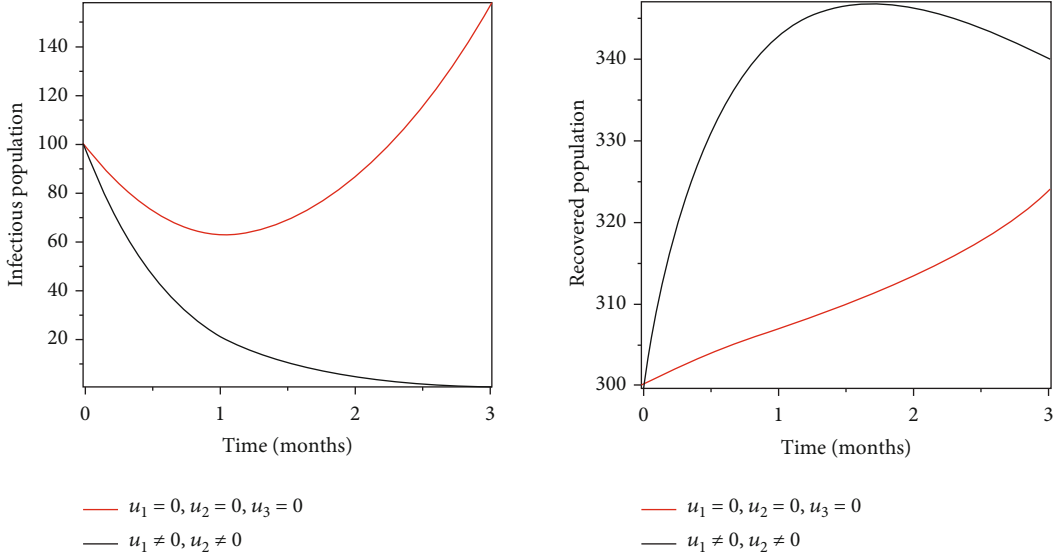 Infectious population
140
120
100
80
60
40
20
0
1
2
3
Time (months)
u₁ = 0, u₂ = 0, u₃ = 0
u₁ ≠ 0, u₂ ≠ 0
Recovered population
340
330
320
310
300
0
1
2
3
Time (months)
u₁ = 0, u₂ = 0, u₃ = 0
u₁ ≠ 0, u₂ ≠ 0